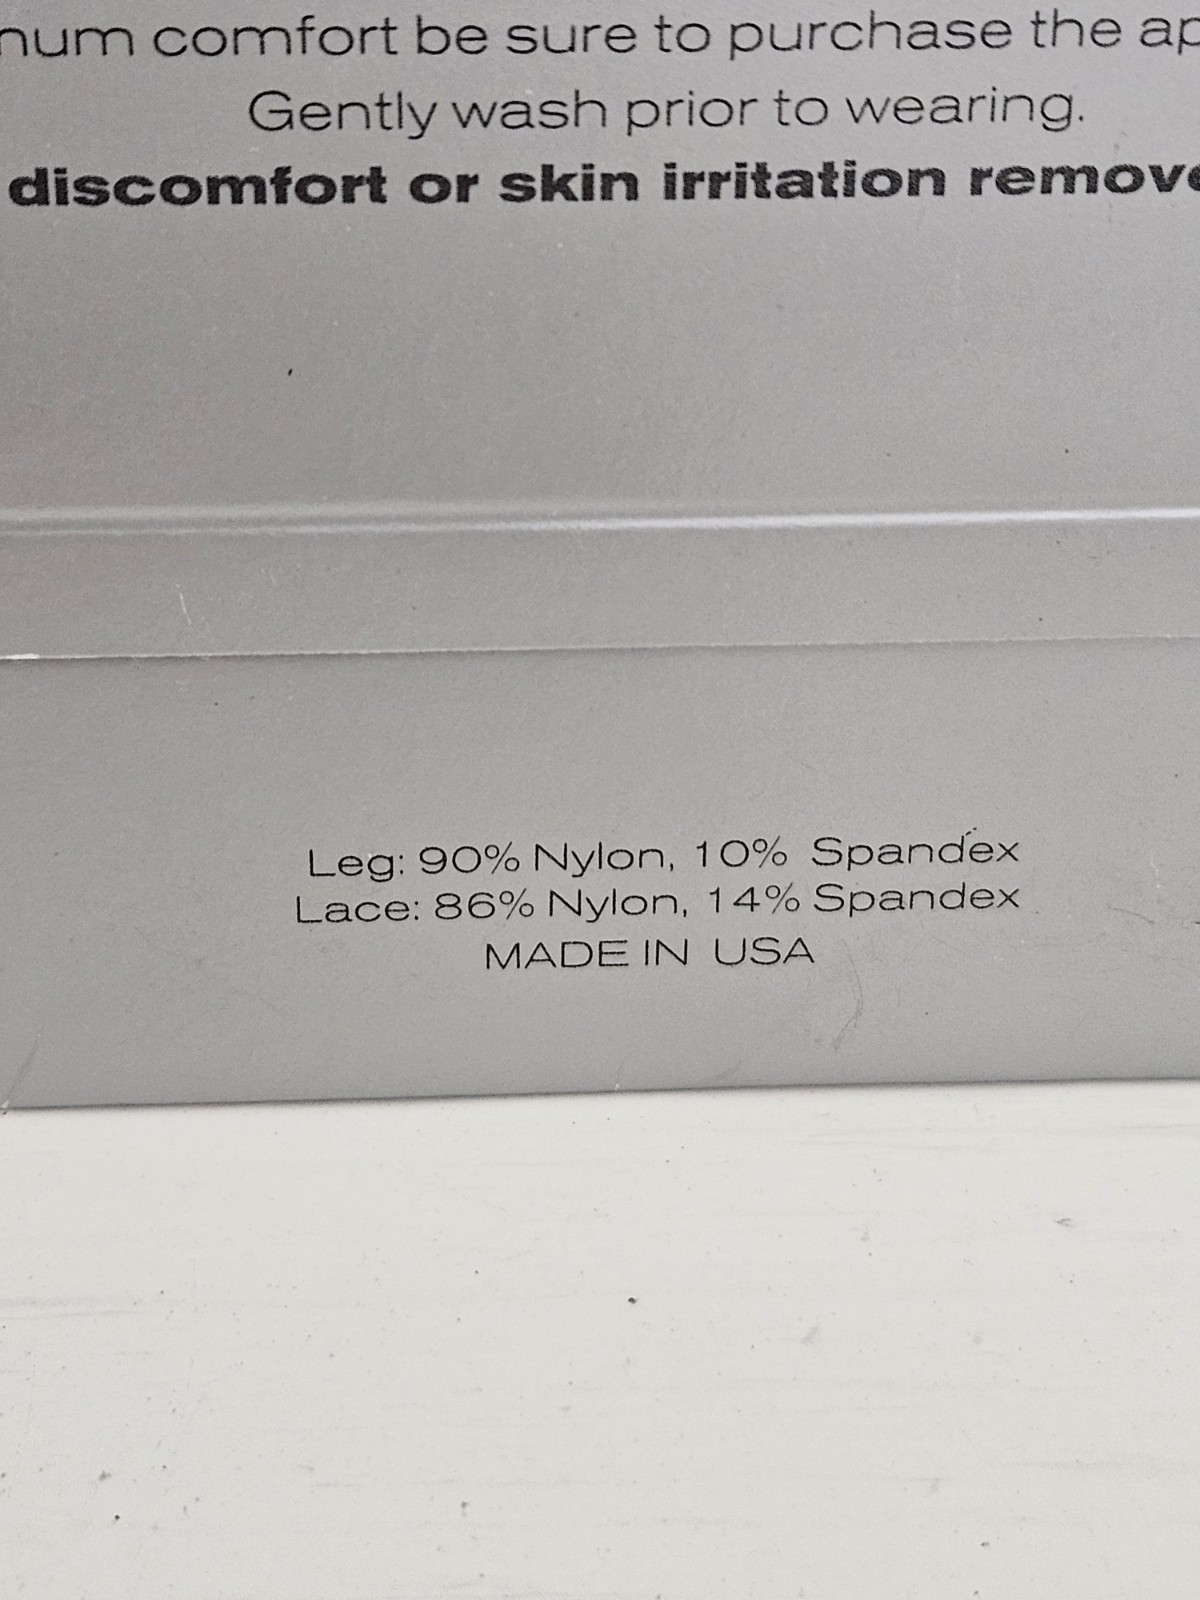 comfort be sure to purchase the
Gently wash prior to wearing.
discomfort or skin irritation
Leg: 90% Nylon, 10% Spandex
Lace: 86% Nylon, 14% Spandex
MADE IN USA